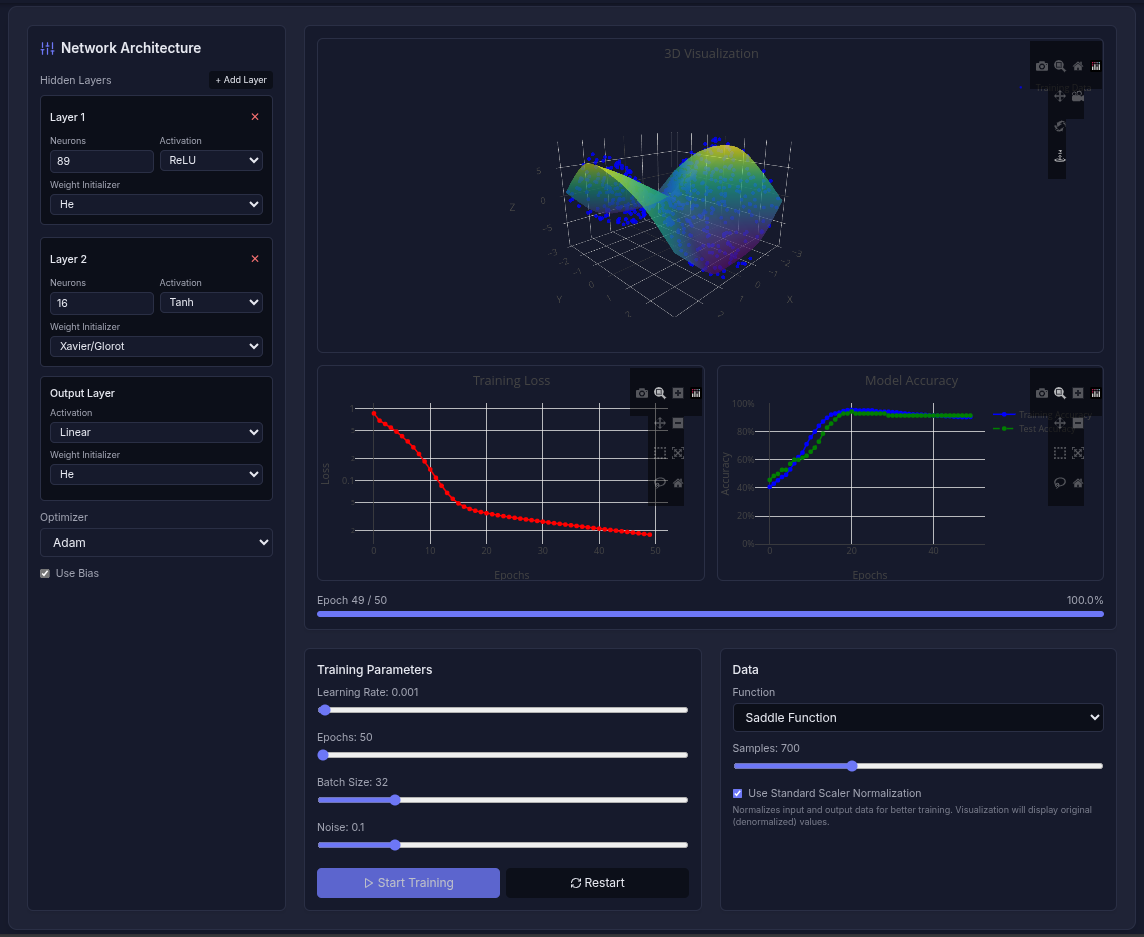 Network Architecture
Hidden Layers
+ Add Layer
Layer 1
Neurons
Activation
89
ReLU
Weight Initializer
He
Layer 2
Neurons
Activation
16
Tanh
Weight Initializer
Xavier/Glorot
Output Layer
Activation
Linear
Weight Initializer
He
Optimizer
Adam
Use Bias
3D Visualization
5
0
−5
Z
−3
−2
−1
0
1
2
Y
−3
−2
−1
0
1
2
X
Training Loss
Loss
1
0.1
0
10
20
30
40
50
Epochs
Model Accuracy
Accuracy
100%
80%
60%
40%
20%
0%
0
20
40
Epochs
Epoch 49 / 50
100.0%
Training Parameters
Learning Rate: 0.001
Epochs: 50
Batch Size: 32
Noise: 0.1
Start Training
Restart
Data
Function
Saddle Function
Samples: 700
Use Standard Scaler Normalization
Normalizes input and output data for better training. Visualization will display original
(denormalized) values.